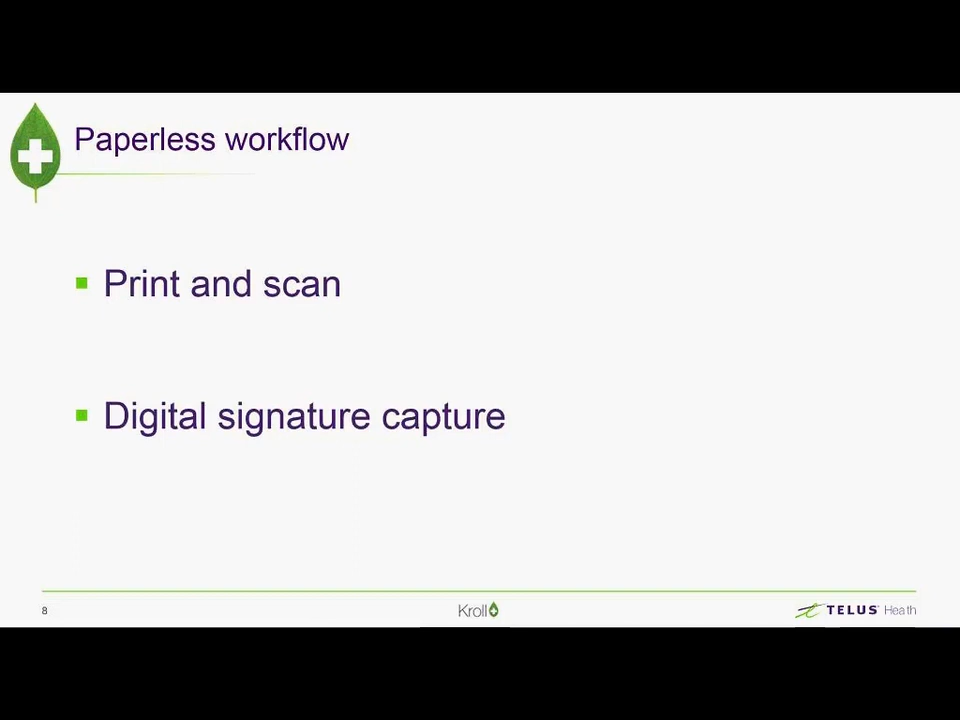 Paperless workflow
Print and scan
Digital signature capture
8
Kroll
TELUS Health